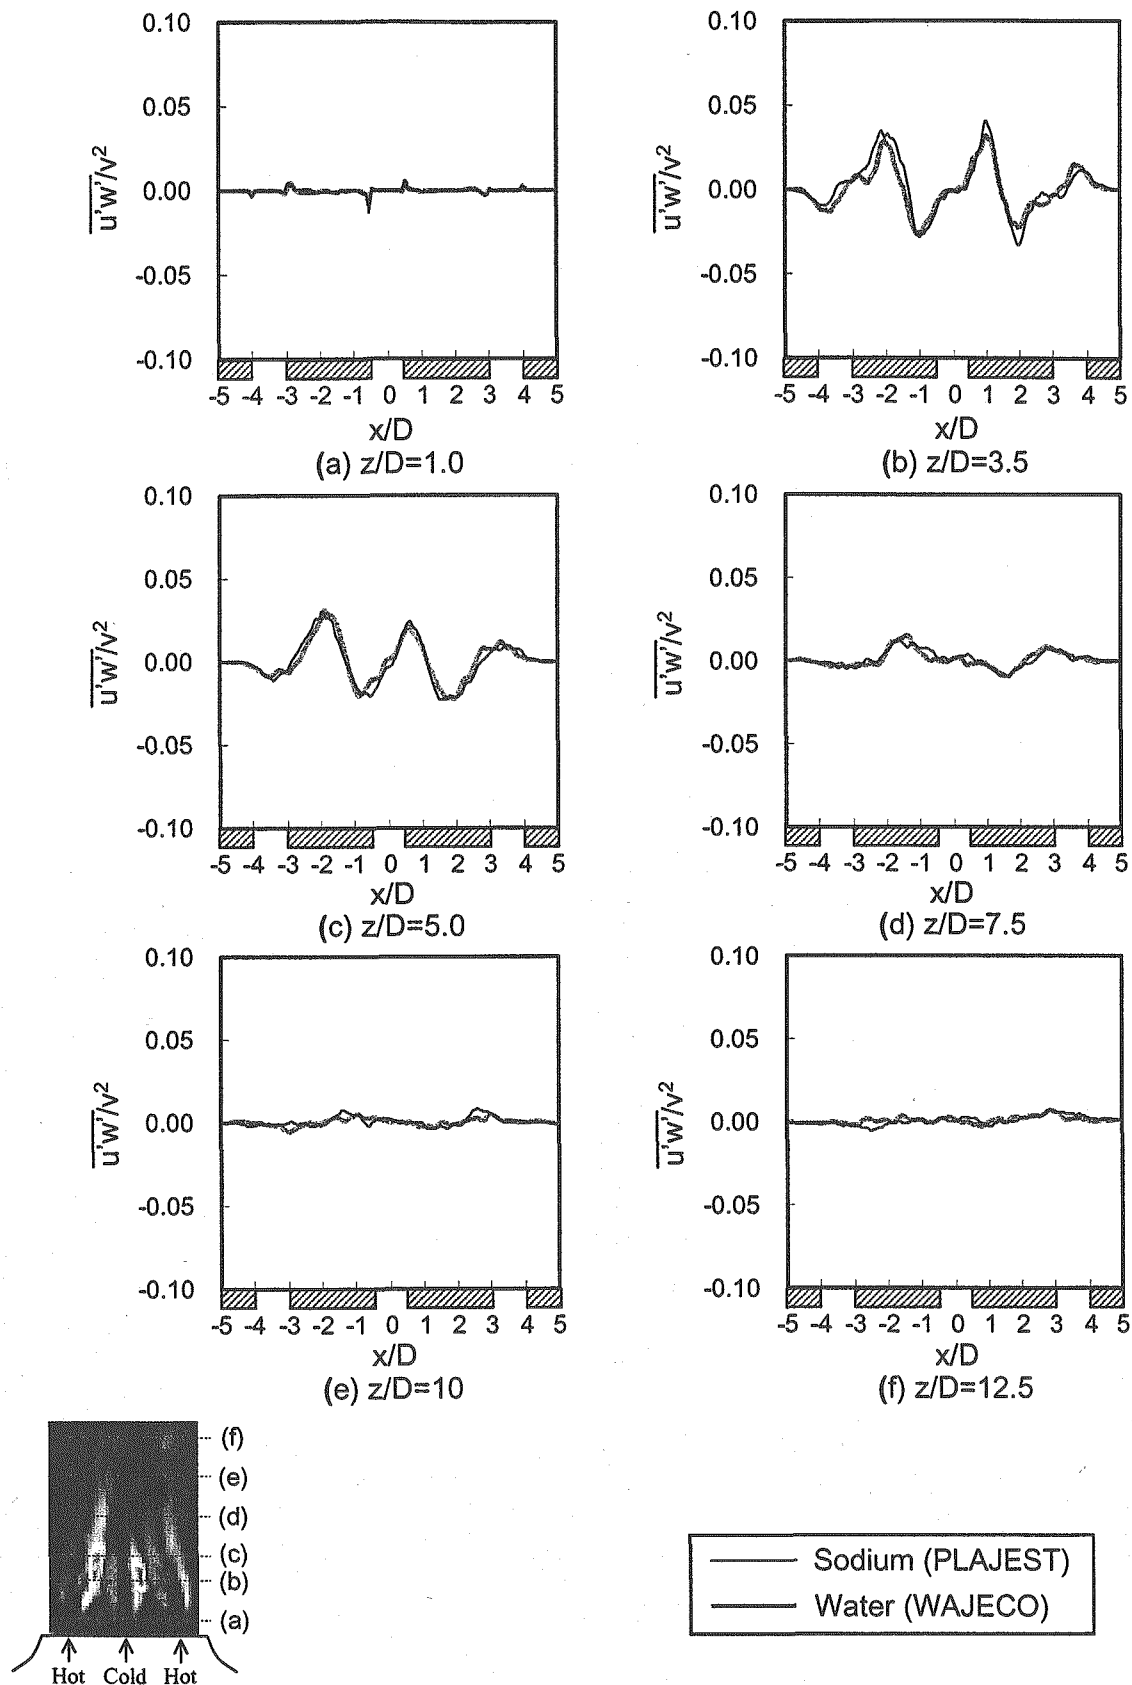 0.10
0.05
0.00
-0.05
-0.10
u'w'/v²
-5 -4 -3 -2 -1 0 1 2 3 4 5
x/D
(a) z/D=1.0
0.10
0.05
0.00
-0.05
-0.10
u'w'/v²
-5 -4 -3 -2 -1 0 1 2 3 4 5
x/D
(b) z/D=3.5
0.10
0.05
0.00
-0.05
-0.10
u'w'/v²
-5 -4 -3 -2 -1 0 1 2 3 4 5
x/D
(c) z/D=5.0
0.10
0.05
0.00
-0.05
-0.10
u'w'/v²
-5 -4 -3 -2 -1 0 1 2 3 4 5
x/D
(d) z/D=7.5
0.10
0.05
0.00
-0.05
-0.10
u'w'/v²
-5 -4 -3 -2 -1 0 1 2 3 4 5
x/D
(e) z/D=10
0.10
0.05
0.00
-0.05
-0.10
u'w'/v²
-5 -4 -3 -2 -1 0 1 2 3 4 5
x/D
(f) z/D=12.5
(f)
(e)
(d)
(c)
(b)
(a)
Hot Cold Hot
Sodium (PLAJEST)
Water (WAJECO)